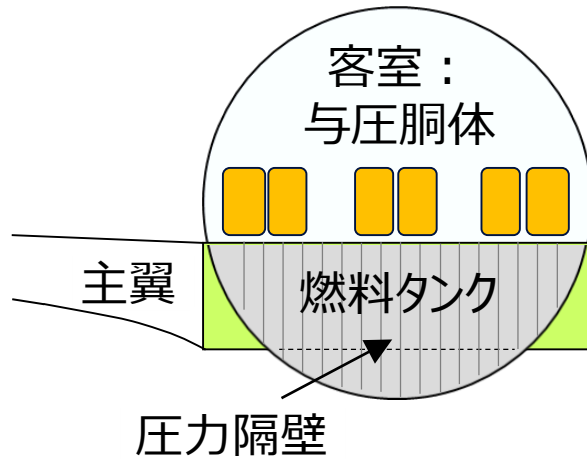 客室：
与圧胴体
主翼
燃料タンク
圧力隔壁